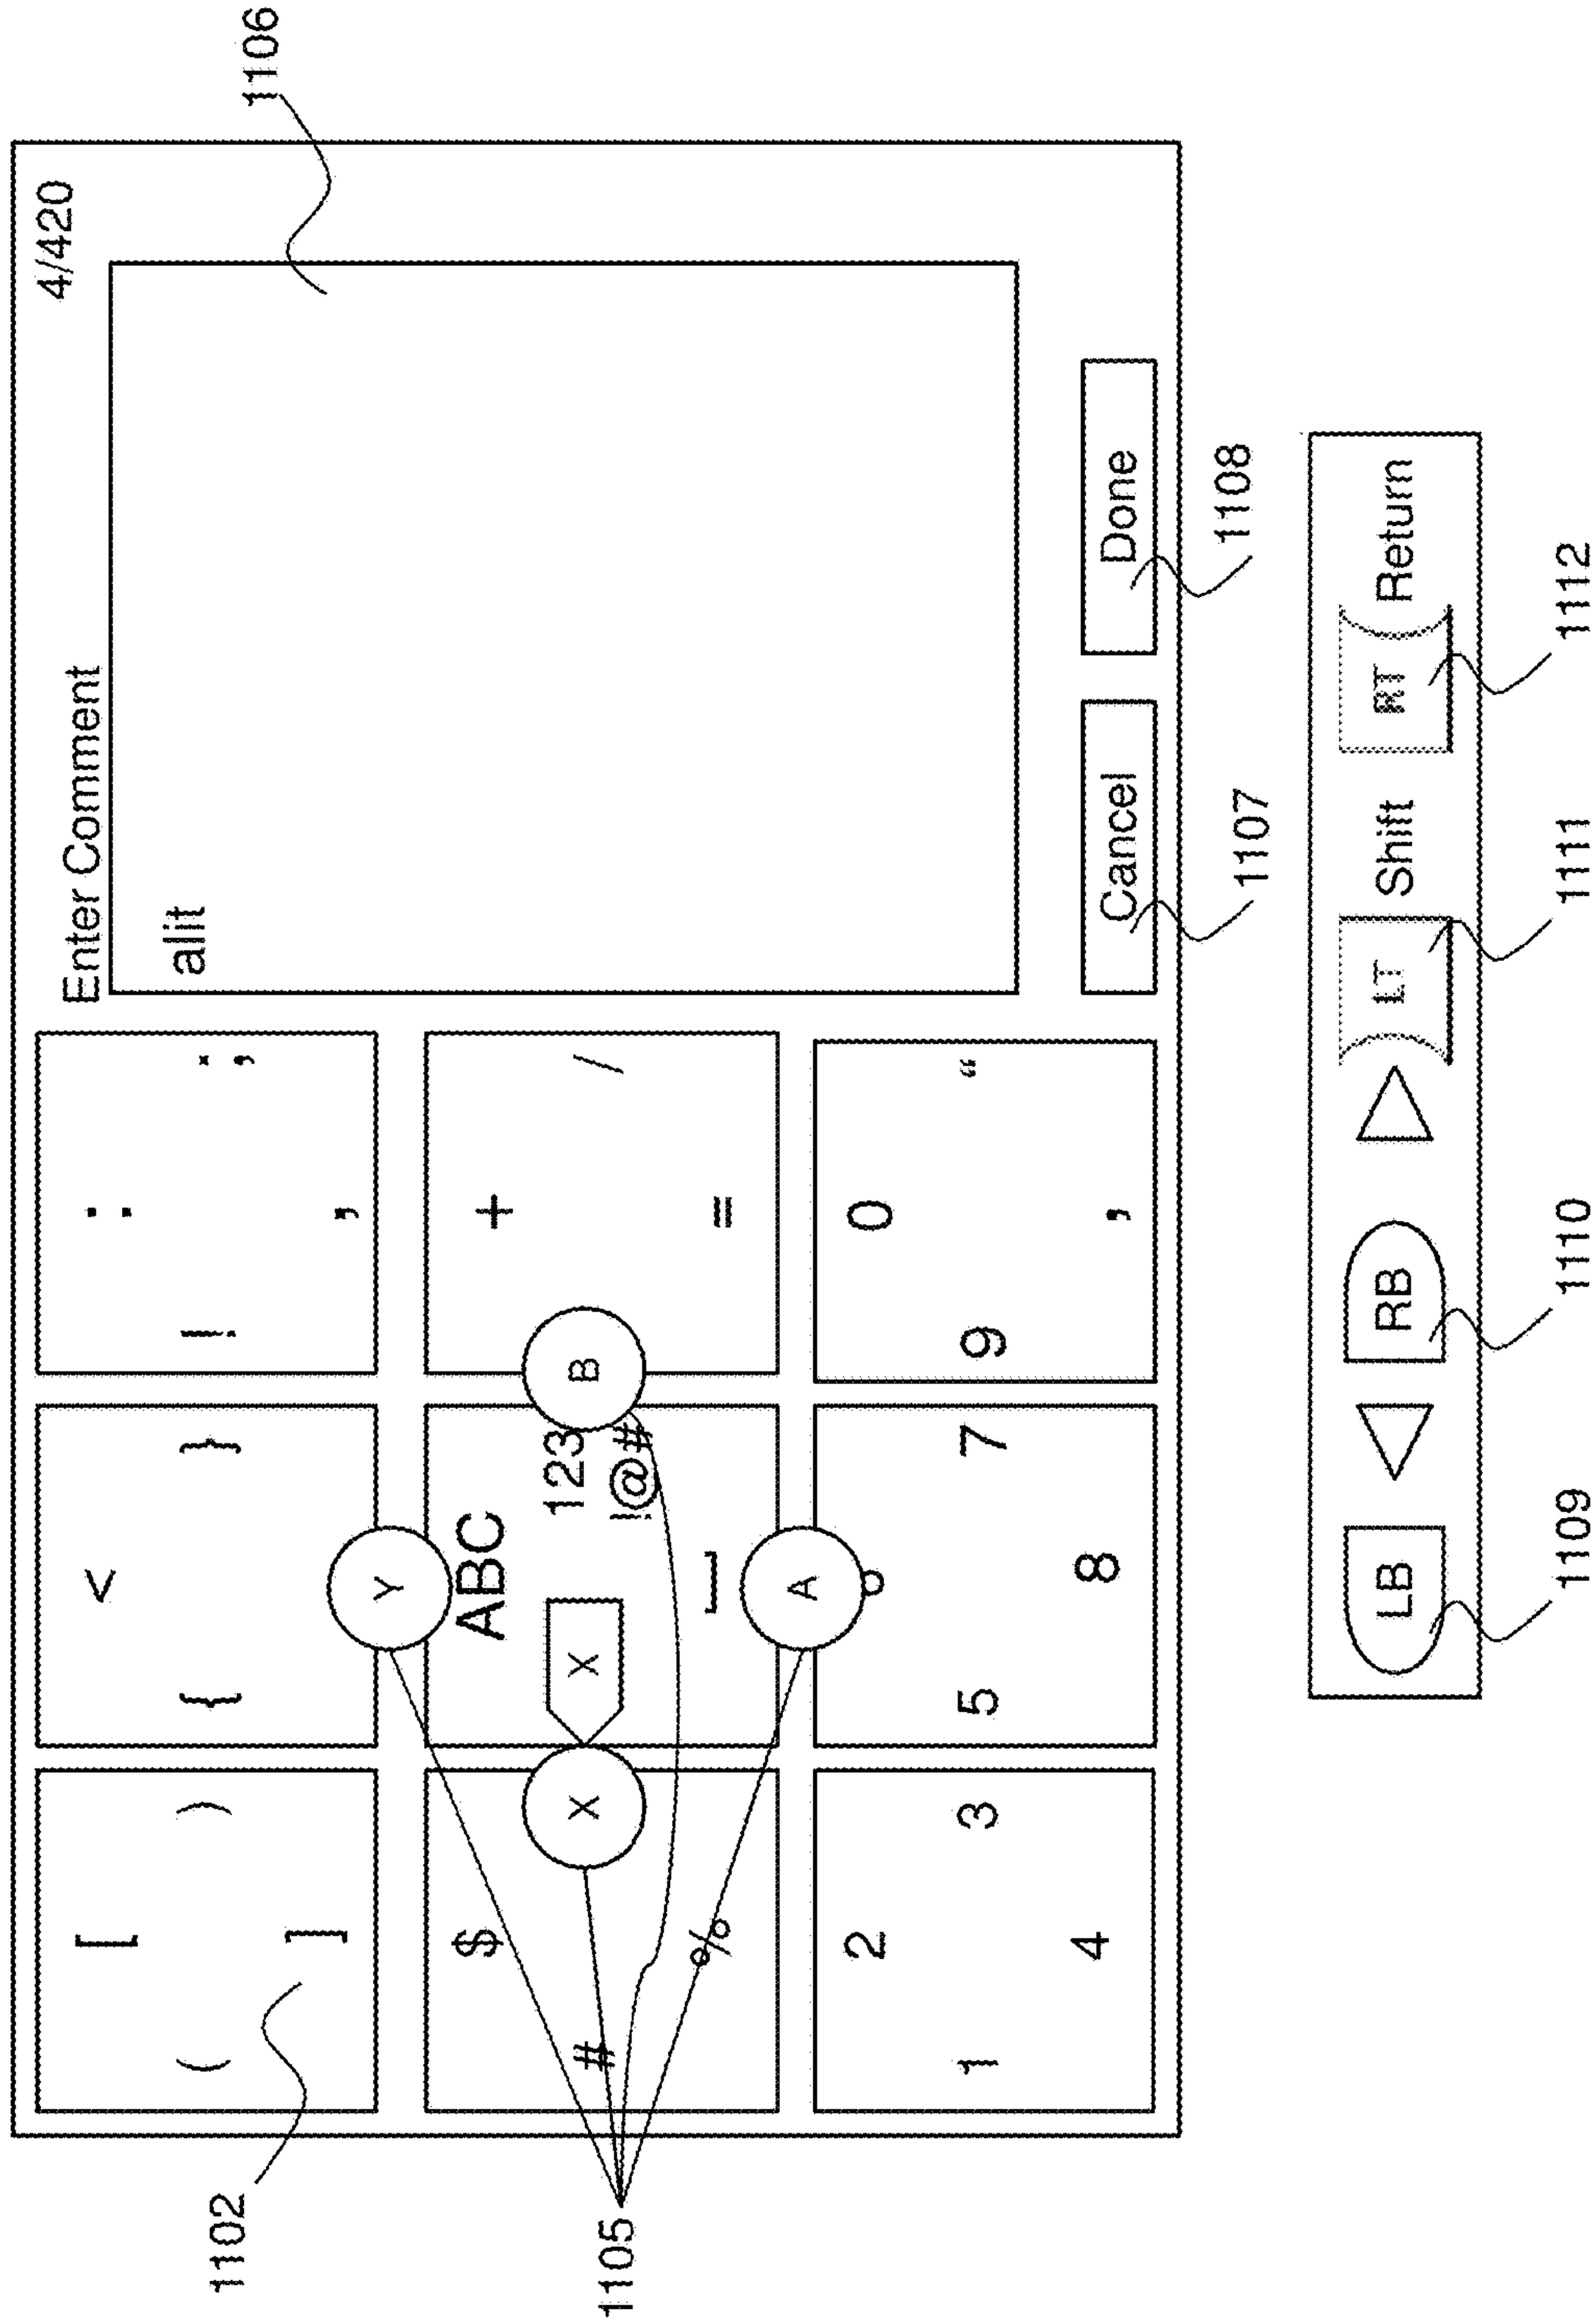 4/420
Enter Comment
1106
alit
[
( )
]
1102
<
{ }
:
! ;
,
Y
$
#
%
X
ABC
X
123
!@#
B
+
/
=
A
1105
2
1 3
4
5 7
8
0
9 “
,
Cancel Done
1107 1108
LB RB LT Shift RT Return
1109 1110 1111 1112